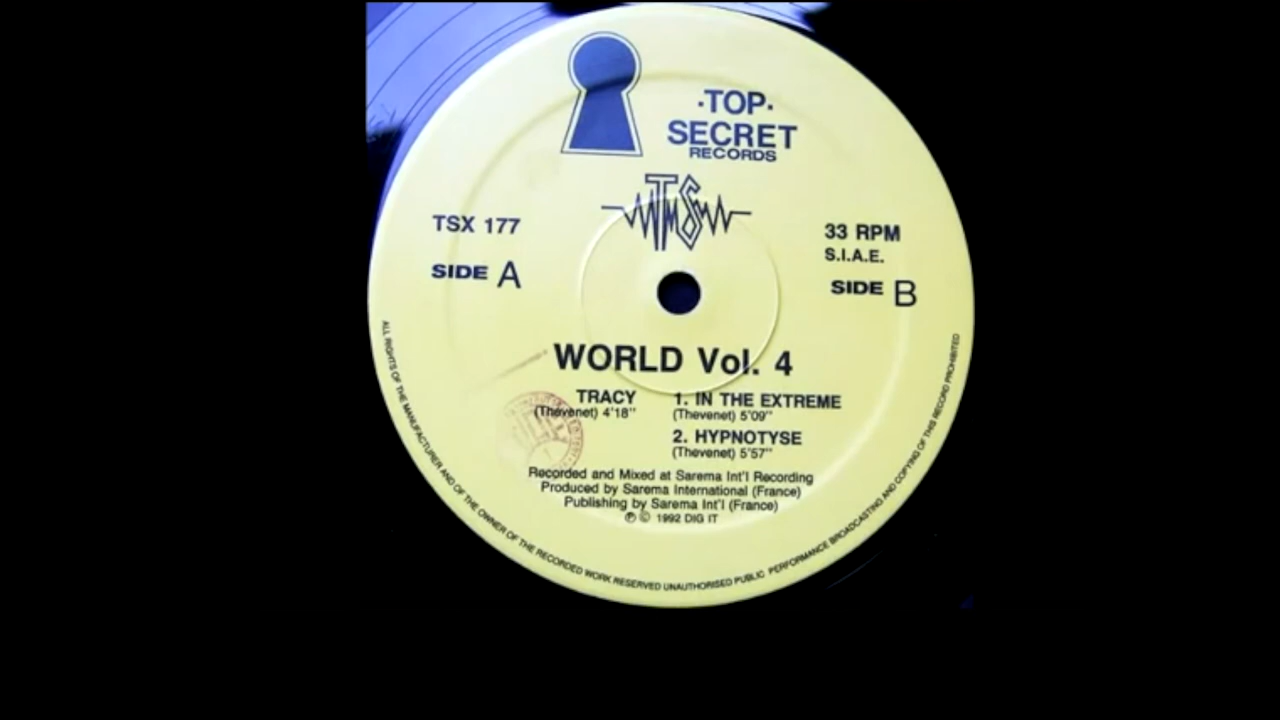 ·TOP·
SECRET
RECORDS
TMS
TSX 177
33 RPM
S.I.A.E.
SIDE A
SIDE B
WORLD Vol. 4
TRACY
(Thevenet) 4'18"
1. IN THE EXTREME
(Thevenet) 5'09"
2. HYPNOTYSE
(Thevenet) 5'57"
Recorded and Mixed at Sarema Int'l Recording
Produced by Sarema International (France)
Publishing by Sarema Int'l (France)
℗ © 1992 DIG IT
ALL RIGHTS OF THE MANUFACTURER AND OF THE OWNER OF THE RECORDED WORK RESERVED UNAUTHORISED PUBLIC PERFORMANCE BROADCASTING AND COPYING OF THIS RECORD PROHIBITED